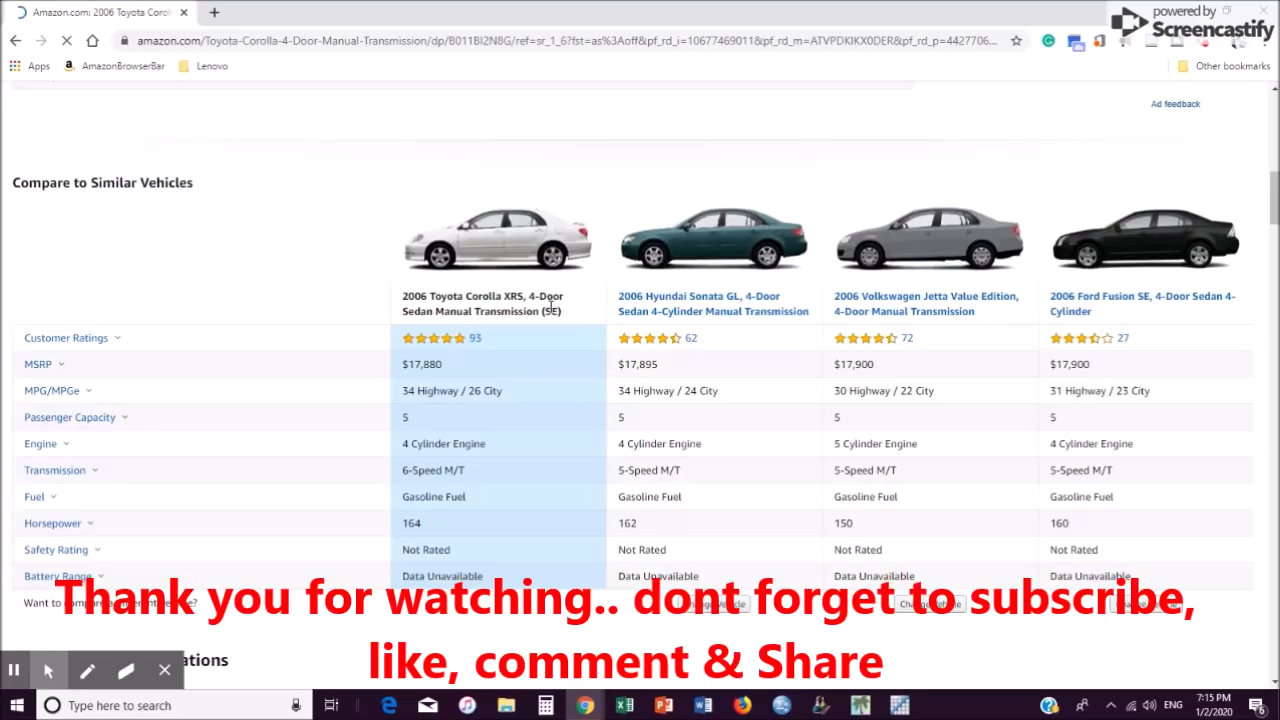 Amazon.com: 2006 Toyota Corol
powered by
Screencastify
amazon.com/Toyota-Corolla-4-Door-Manual-Transmission/dp/
s_1_6?fst=as%3Aoff&pf_rd_i=10677469011&pf_rd_m=ATVPDKIKX0DER&pf_rd_p=4427706...
Apps
AmazonBrowserBar
Lenovo
Other bookmarks
Ad feedback
Compare to Similar Vehicles
2006 Toyota Corolla XRS, 4-Door Sedan Manual Transmission (SE)
2006 Hyundai Sonata GL, 4-Door Sedan 4-Cylinder Manual Transmission
2006 Volkswagen Jetta Value Edition, 4-Door Manual Transmission
2006 Ford Fusion SE, 4-Door Sedan 4-Cylinder
Customer Ratings 93 62 72 27
MSRP $17,880 $17,895 $17,900 $17,900
MPG/MPGe 34 Highway / 26 City 34 Highway / 24 City 30 Highway / 22 City 31 Highway / 23 City
Passenger Capacity 5 5 5 5
Engine 4 Cylinder Engine 4 Cylinder Engine 5 Cylinder Engine 4 Cylinder Engine
Transmission 6-Speed M/T 5-Speed M/T 5-Speed M/T 5-Speed M/T
Fuel Gasoline Fuel Gasoline Fuel Gasoline Fuel Gasoline Fuel
Horsepower 164 162 150 160
Safety Rating Not Rated Not Rated Not Rated Not Rated
Battery Range Data Unavailable Data Unavailable Data Unavailable Data Unavailable
Want to
Thank you for watching.. dont forget to subscribe,
like, comment & Share
ations
Type here to search
ENG
7:15 PM
1/2/2020